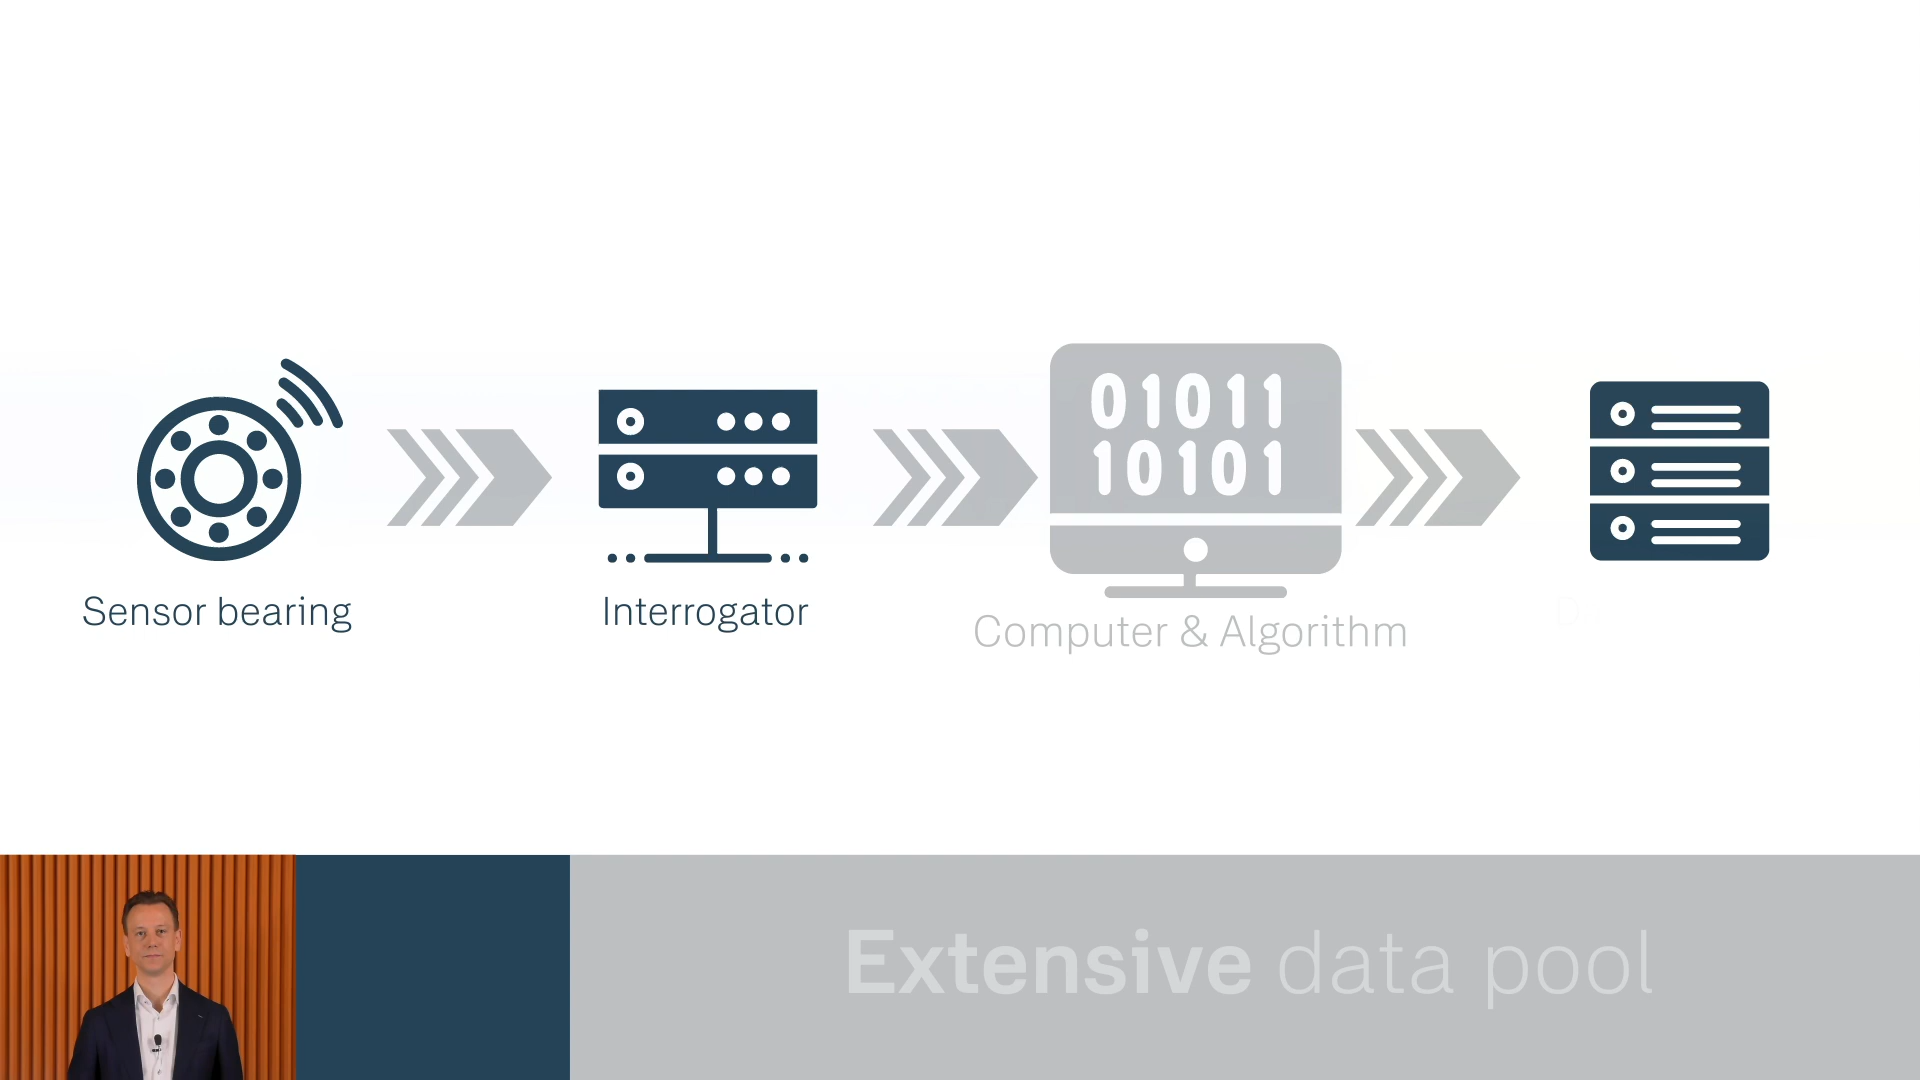 01011
10101
Sensor bearing
Interrogator
Computer & Algorithm
Extensive data pool